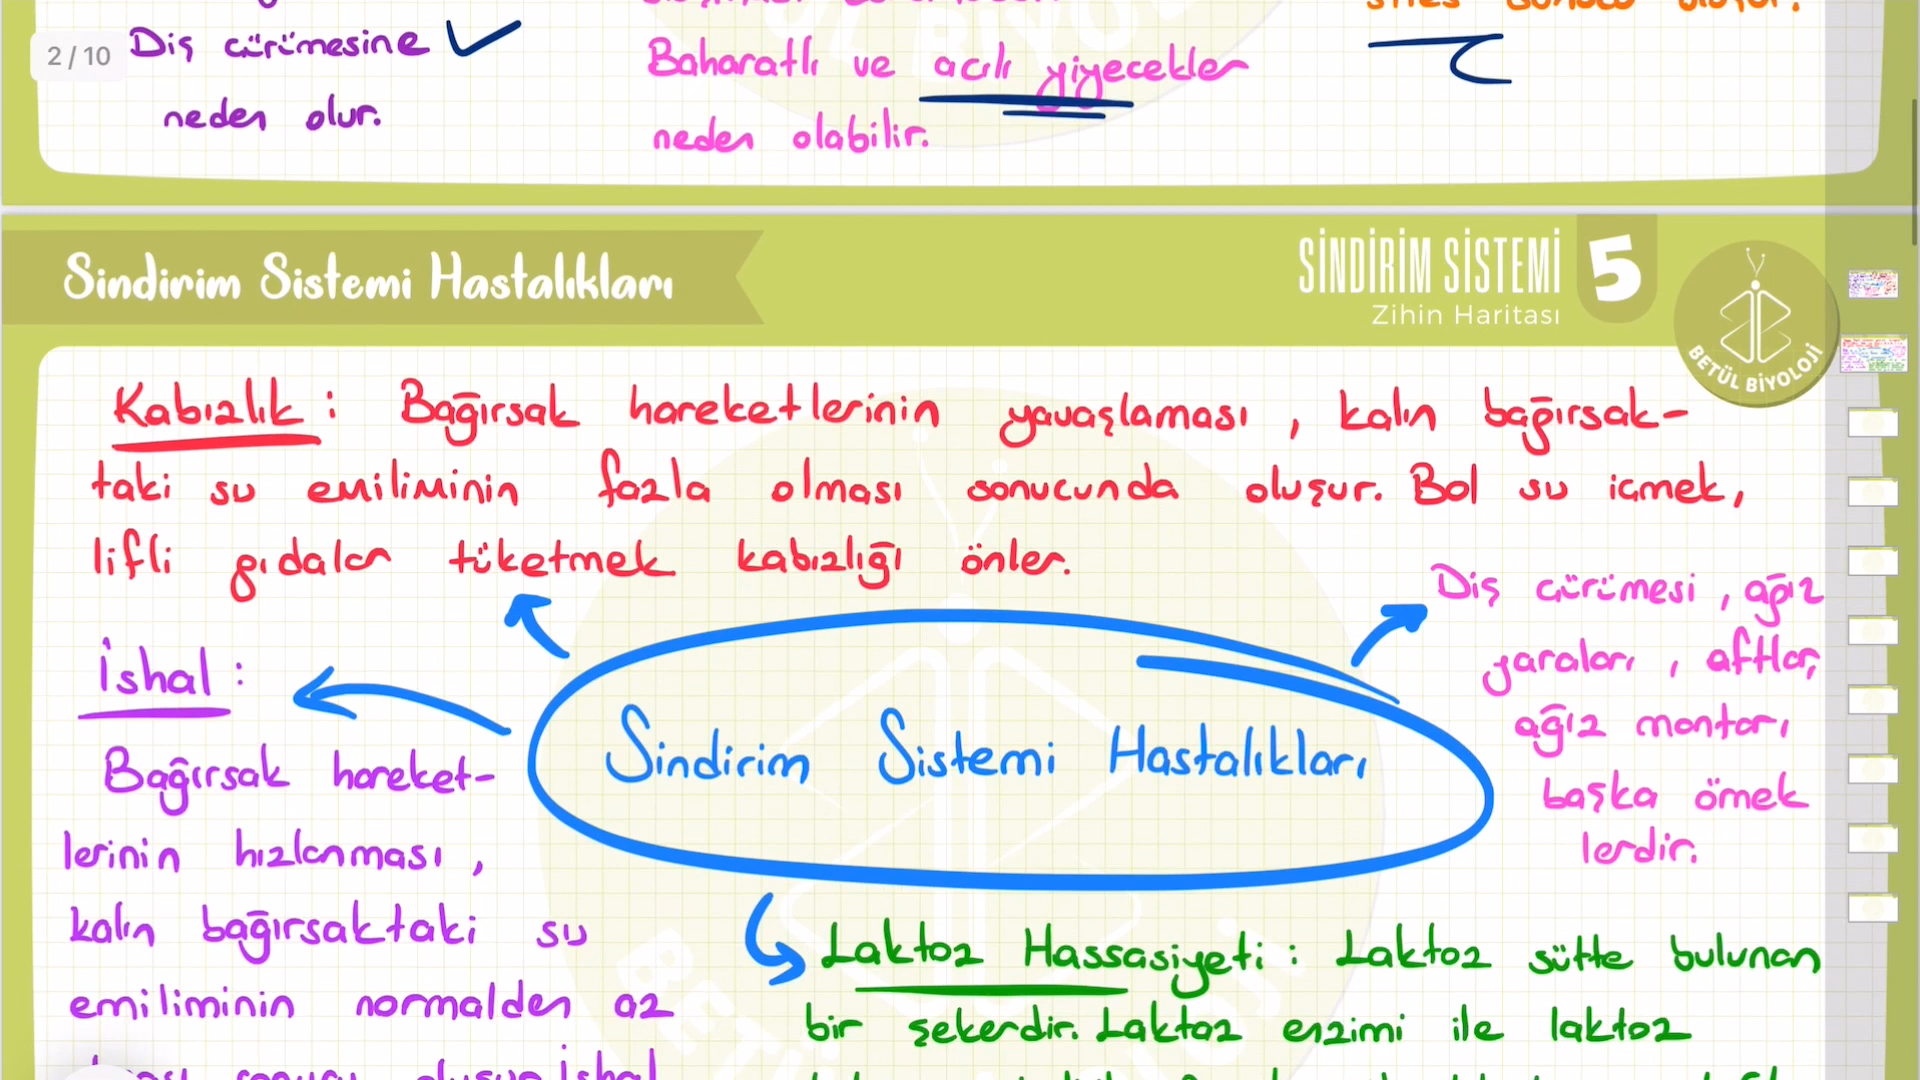 2 / 10
Diş çürümesine
neden olur.
Baharatlı ve acılı yiyecekler
neden olabilir.
Sindirim Sistemi Hastalıkları
SİNDİRİM SİSTEMİ 5
Zihin Haritası
BETÜL BİYOLOJİ
Kabızlık : Bağırsak hareketlerinin yavaşlaması , kalın bağırsak-
taki su emiliminin fazla olması sonucunda oluşur. Bol su içmek,
lifli gıdalar tüketmek kabızlığı önler.
Diş çürümesi , ağız
yaraları , aftlar,
ağız mantarı
başka örnek
lerdir.
İshal :
Bağırsak hareket-
lerinin hızlanması ,
kalın bağırsaktaki su
emiliminin normalden az
Sindirim Sistemi Hastalıkları
Laktoz Hassasiyeti : Laktoz sütte bulunan
bir şekerdir. Laktaz enzimi ile laktoz